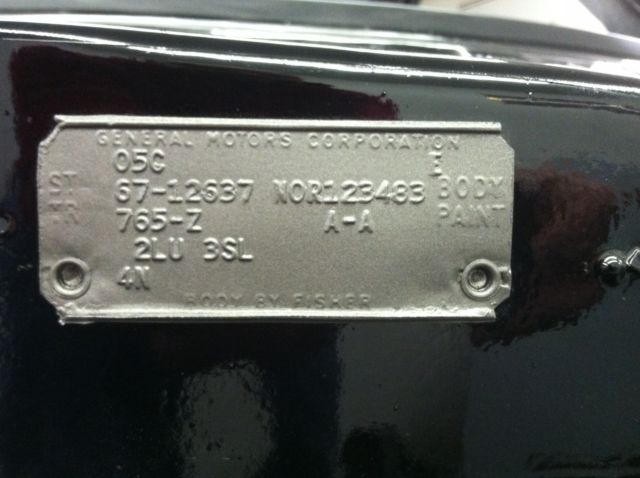 GENERAL MOTORS CORPORATION
05C E
ST 67-12637 NOR123483 BODY
TR 765-Z A-A PAINT
2LU 3SL
4N
BODY BY FISHER